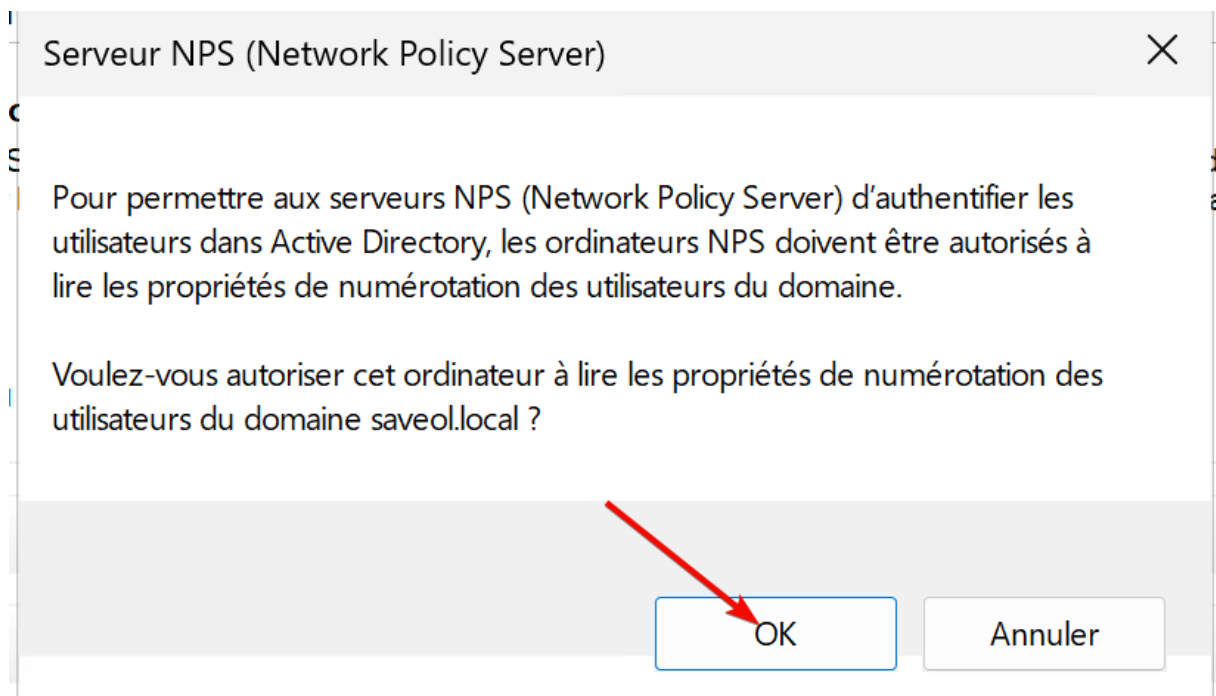 Serveur NPS (Network Policy Server)
Pour permettre aux serveurs NPS (Network Policy Server) d'authentifier les
utilisateurs dans Active Directory, les ordinateurs NPS doivent être autorisés à
lire les propriétés de numérotation des utilisateurs du domaine.
Voulez-vous autoriser cet ordinateur à lire les propriétés de numérotation des
utilisateurs du domaine saveol.local ?
OK
Annuler